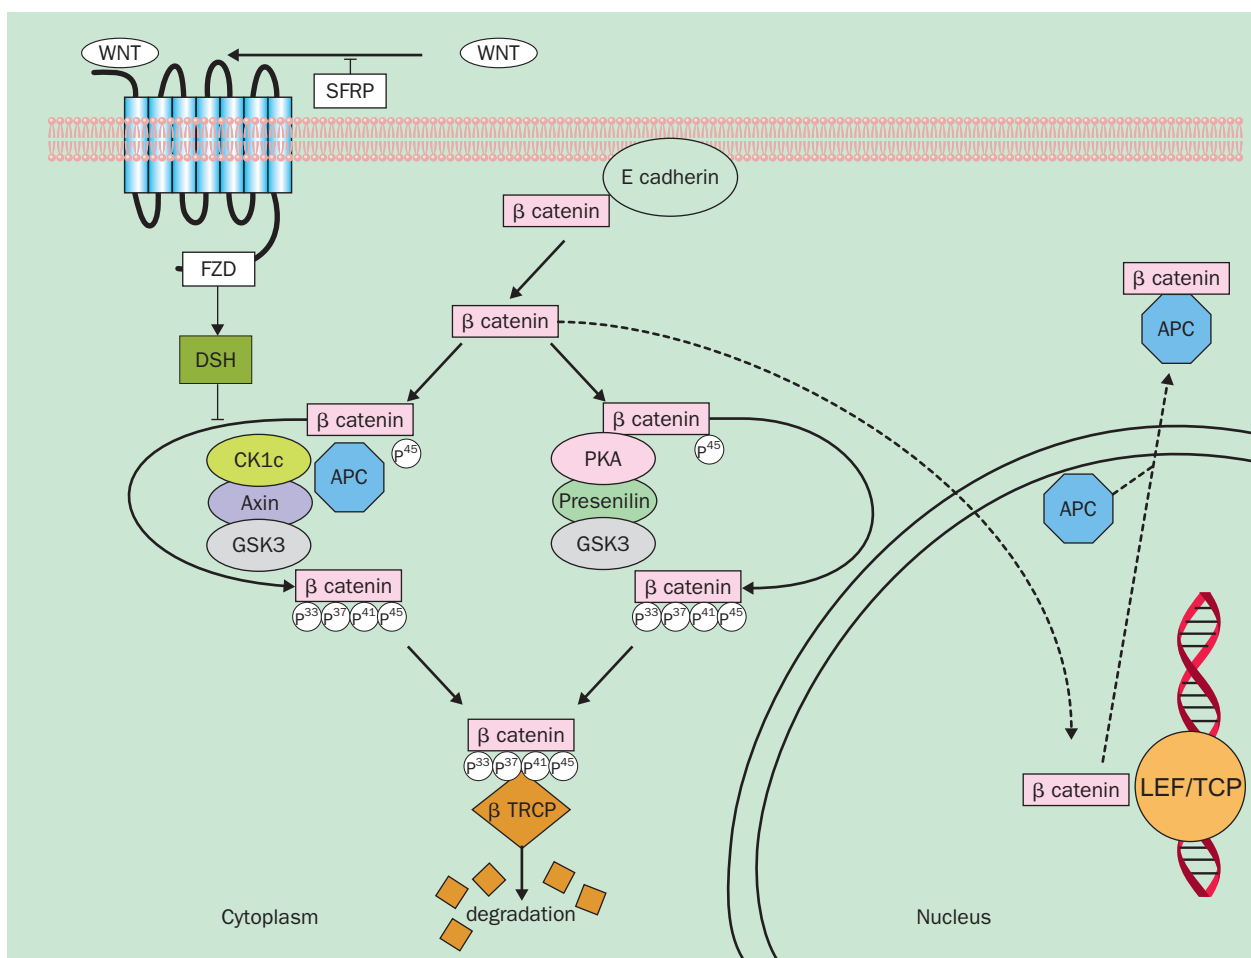 WNT
WNT
SFRP
E cadherin
β catenin
FZD
β catenin
APC
β catenin
DSH
β catenin
P45
β catenin
P45
CK1c
APC
Axin
GSK3
PKA
Presenilin
GSK3
APC
β catenin
P33 P37 P41 P45
β catenin
P33 P37 P41 P45
β catenin
P33 P37 P41 P45
β TRCP
degradation
β catenin
LEF/TCP
Cytoplasm
Nucleus